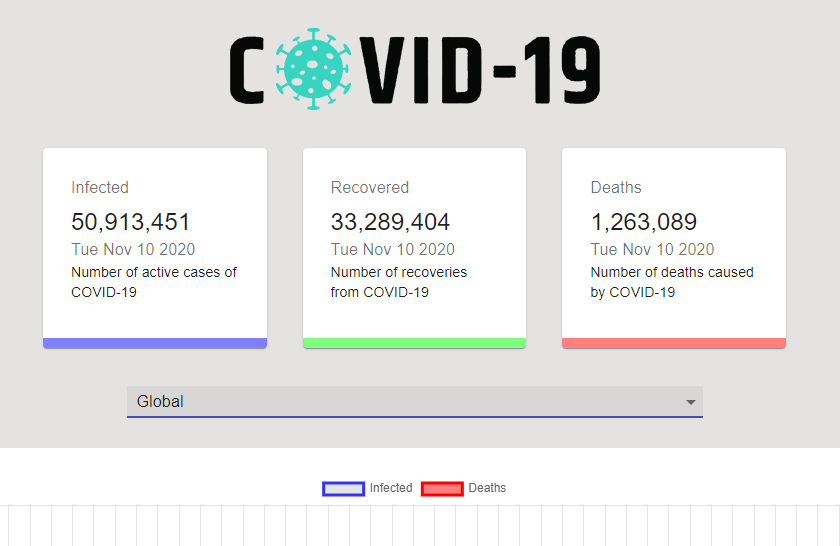 COVID-19
Infected
50,913,451
Tue Nov 10 2020
Number of active cases of
COVID-19
Recovered
33,289,404
Tue Nov 10 2020
Number of recoveries
from COVID-19
Deaths
1,263,089
Tue Nov 10 2020
Number of deaths caused
by COVID-19
Global
Infected Deaths